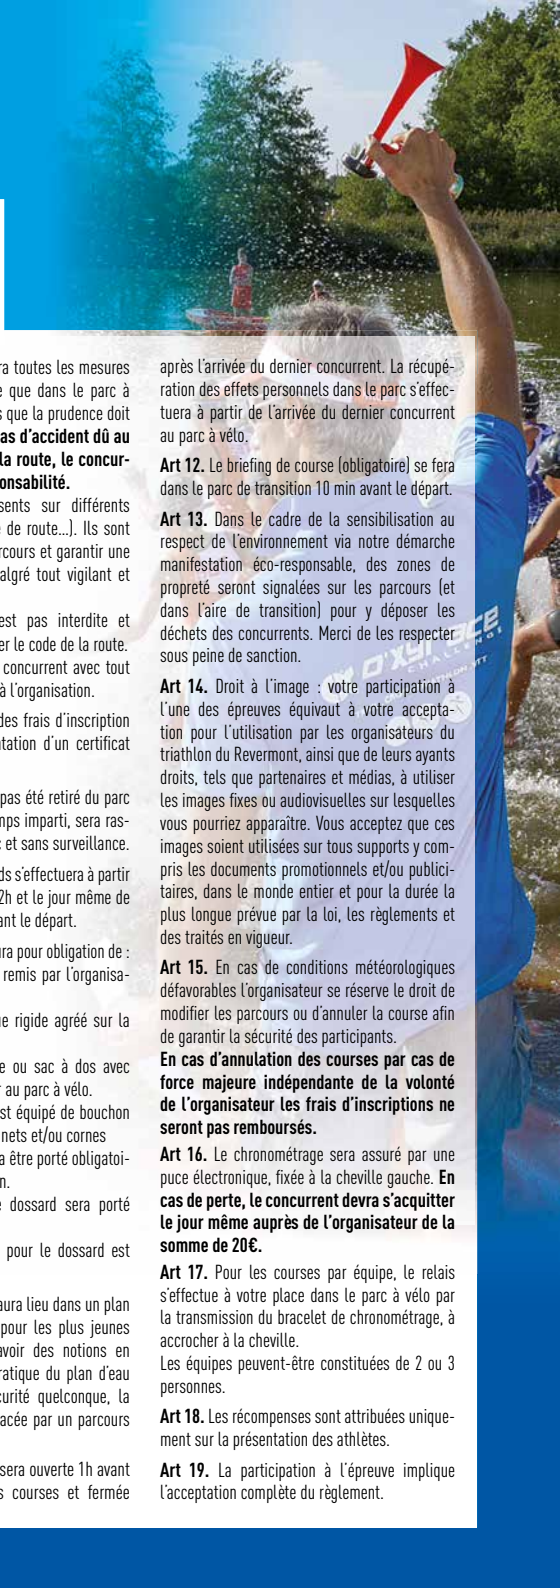 ra toutes les mesures
e que dans le parc à
s que la prudence doit
as d'accident dû au
la route, le concur-
onsabilité.
sents sur différents
e de route...). Ils sont
rcours et garantir une
algré tout vigilant et
est pas interdite et
er le code de la route.
concurrent avec tout
à l'organisation.
des frais d'inscription
tation d'un certificat
pas été retiré du parc
mps imparti, sera ras-
c et sans surveillance.
ds s'effectuera à partir
2h et le jour même de
ant le départ.
ura pour obligation de :
remis par l'organisa-
ue rigide agréé sur la
e ou sac à dos avec
r au parc à vélo.
st équipé de bouchon
nets et/ou cornes
a être porté obligatoi-
n.
e dossard sera porté
pour le dossard est
aura lieu dans un plan
pour les plus jeunes
avoir des notions en
ratique du plan d'eau
curité quelconque, la
acée par un parcours
sera ouverte 1h avant
s courses et fermée
après l'arrivée du dernier concurrent. La récupé-
ration des effets personnels dans le parc s'effec-
tuera à partir de l'arrivée du dernier concurrent
au parc à vélo.
Art 12. Le briefing de course (obligatoire) se fera
dans le parc de transition 10 min avant le départ.
Art 13. Dans le cadre de la sensibilisation au
respect de l'environnement via notre démarche
manifestation éco-responsable, des zones de
propreté seront signalées sur les parcours (et
dans l'aire de transition) pour y déposer les
déchets des concurrents. Merci de les respecter
sous peine de sanction.
Art 14. Droit à l'image : votre participation à
l'une des épreuves équivaut à votre accepta-
tion pour l'utilisation par les organisateurs du
triathlon du Revermont, ainsi que de leurs ayants
droits, tels que partenaires et médias, à utiliser
les images fixes ou audiovisuelles sur lesquelles
vous pourriez apparaître. Vous acceptez que ces
images soient utilisées sur tous supports y com-
pris les documents promotionnels et/ou publici-
taires, dans le monde entier et pour la durée la
plus longue prévue par la loi, les règlements et
des traités en vigueur.
Art 15. En cas de conditions météorologiques
défavorables l'organisateur se réserve le droit de
modifier les parcours ou d'annuler la course afin
de garantir la sécurité des participants.
En cas d'annulation des courses par cas de
force majeure indépendante de la volonté
de l'organisateur les frais d'inscriptions ne
seront pas remboursés.
Art 16. Le chronométrage sera assuré par une
puce électronique, fixée à la cheville gauche. En
cas de perte, le concurrent devra s'acquitter
le jour même auprès de l'organisateur de la
somme de 20€.
Art 17. Pour les courses par équipe, le relais
s'effectue à votre place dans le parc à vélo par
la transmission du bracelet de chronométrage, à
accrocher à la cheville.
Les équipes peuvent-être constituées de 2 ou 3
personnes.
Art 18. Les récompenses sont attribuées unique-
ment sur la présentation des athlètes.
Art 19. La participation à l'épreuve implique
l'acceptation complète du règlement.
O'XYRACE
CHALLENGE